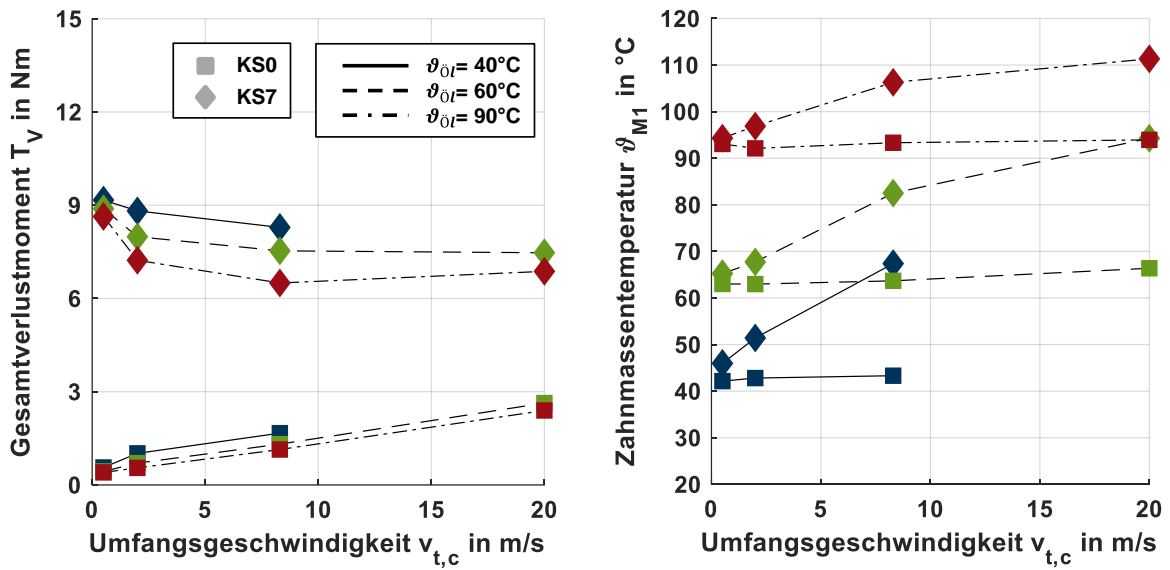 Gesamtverlustmoment T_V in Nm
15
12
9
6
3
0
0 5 10 15 20
Umfangsgeschwindigkeit v_t,c in m/s
KS0
KS7
ϑ_Öl = 40°C
ϑ_Öl = 60°C
ϑ_Öl = 90°C
Zahnmassentemperatur ϑ_M1 in °C
120
110
100
90
80
70
60
50
40
30
20
0 5 10 15 20
Umfangsgeschwindigkeit v_t,c in m/s